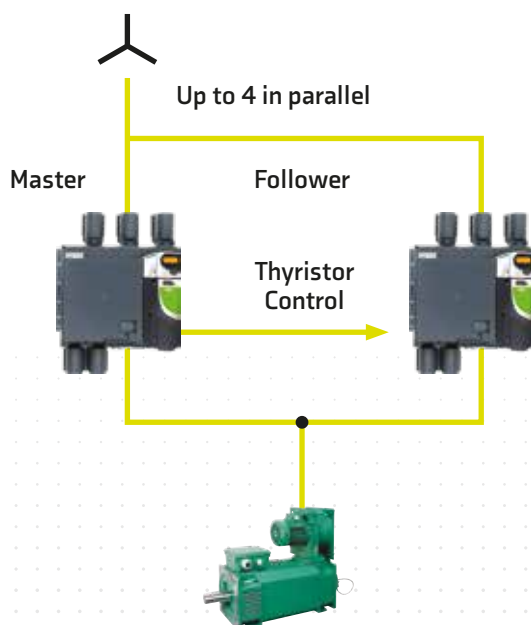 Up to 4 in parallel
Master
Follower
Thyristor
Control